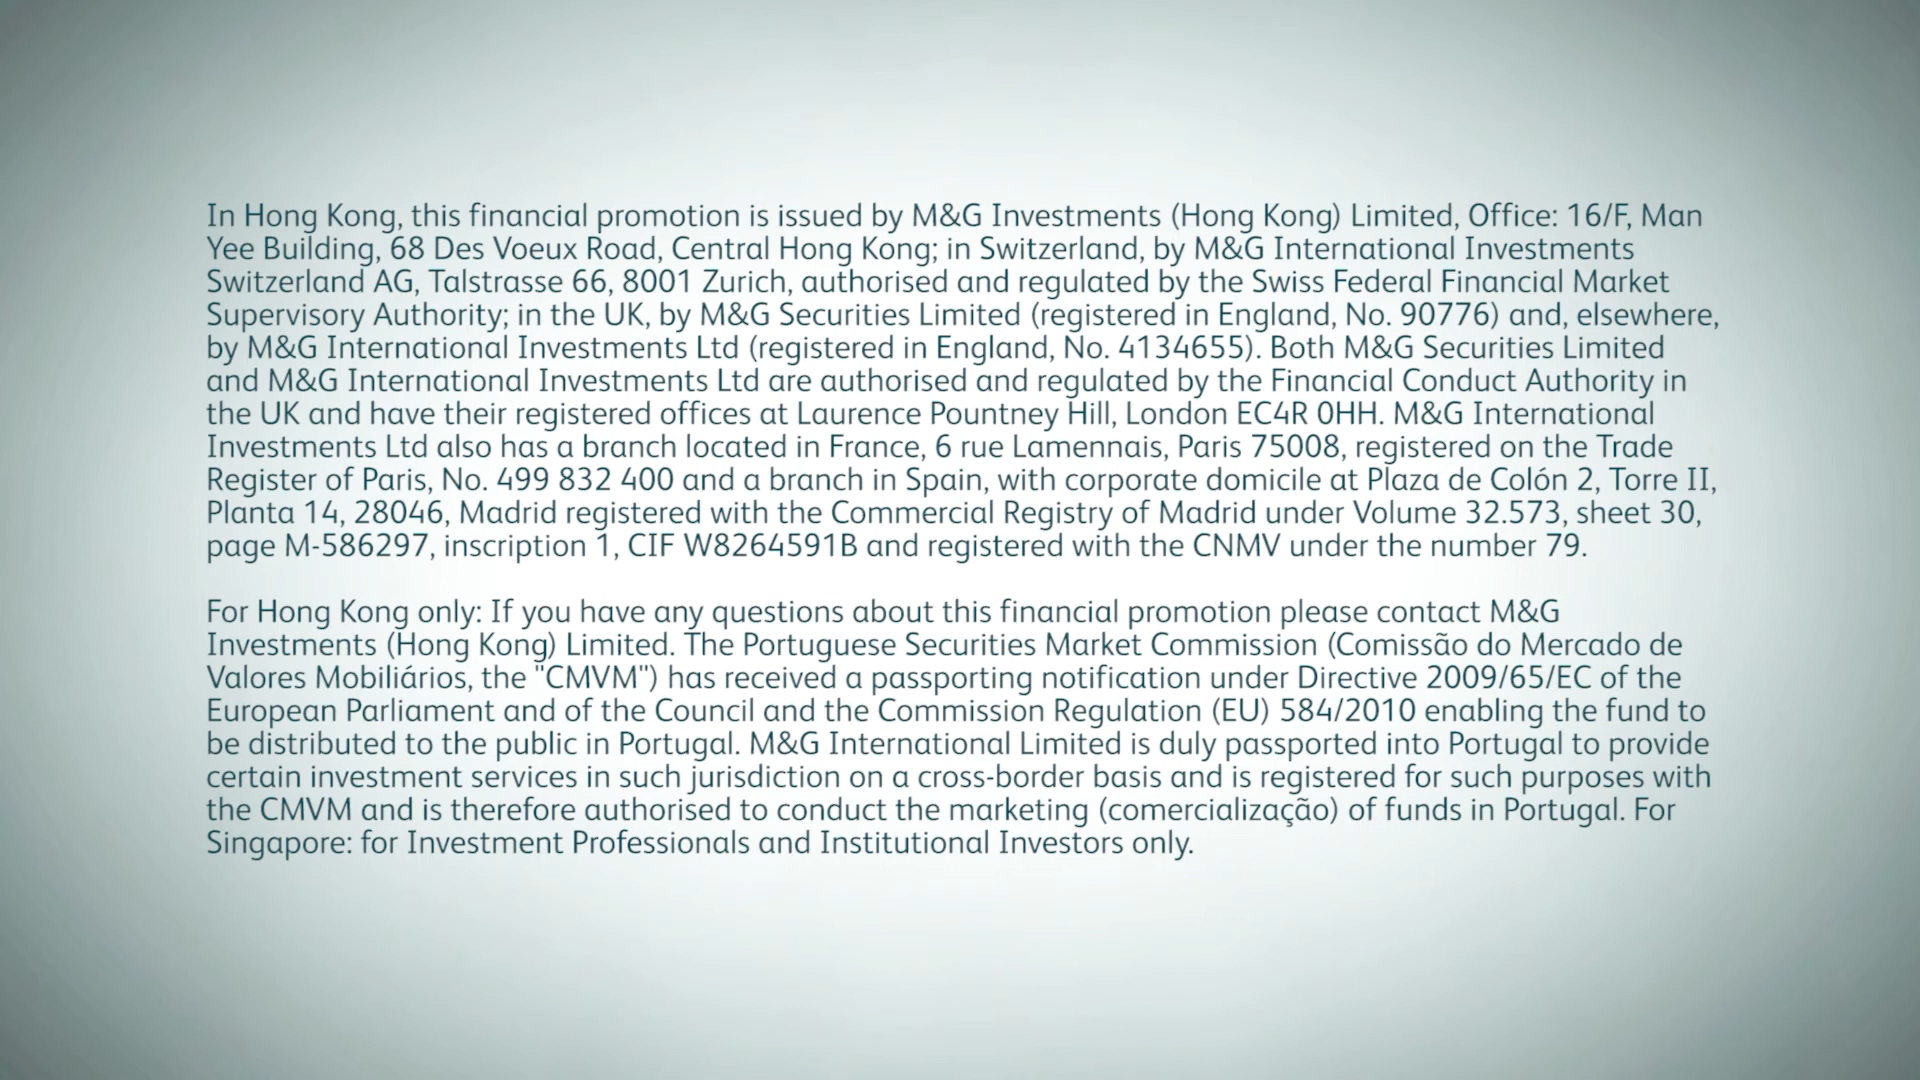 In Hong Kong, this financial promotion is issued by M&G Investments (Hong Kong) Limited, Office: 16/F, Man
Yee Building, 68 Des Voeux Road, Central Hong Kong; in Switzerland, by M&G International Investments
Switzerland AG, Talstrasse 66, 8001 Zurich, authorised and regulated by the Swiss Federal Financial Market
Supervisory Authority; in the UK, by M&G Securities Limited (registered in England, No. 90776) and, elsewhere,
by M&G International Investments Ltd (registered in England, No. 4134655). Both M&G Securities Limited
and M&G International Investments Ltd are authorised and regulated by the Financial Conduct Authority in
the UK and have their registered offices at Laurence Pountney Hill, London EC4R 0HH. M&G International
Investments Ltd also has a branch located in France, 6 rue Lamennais, Paris 75008, registered on the Trade
Register of Paris, No. 499 832 400 and a branch in Spain, with corporate domicile at Plaza de Colón 2, Torre II,
Planta 14, 28046, Madrid registered with the Commercial Registry of Madrid under Volume 32.573, sheet 30,
page M-586297, inscription 1, CIF W8264591B and registered with the CNMV under the number 79.
For Hong Kong only: If you have any questions about this financial promotion please contact M&G
Investments (Hong Kong) Limited. The Portuguese Securities Market Commission (Comissão do Mercado de
Valores Mobiliários, the "CMVM") has received a passporting notification under Directive 2009/65/EC of the
European Parliament and of the Council and the Commission Regulation (EU) 584/2010 enabling the fund to
be distributed to the public in Portugal. M&G International Limited is duly passported into Portugal to provide
certain investment services in such jurisdiction on a cross-border basis and is registered for such purposes with
the CMVM and is therefore authorised to conduct the marketing (comercialização) of funds in Portugal. For
Singapore: for Investment Professionals and Institutional Investors only.